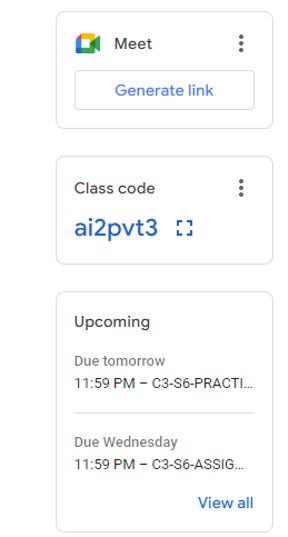 Meet
Generate link
Class code
ai2pvt3
Upcoming
Due tomorrow
11:59 PM – C3-S6-PRACTI...
Due Wednesday
11:59 PM – C3-S6-ASSIG...
View all